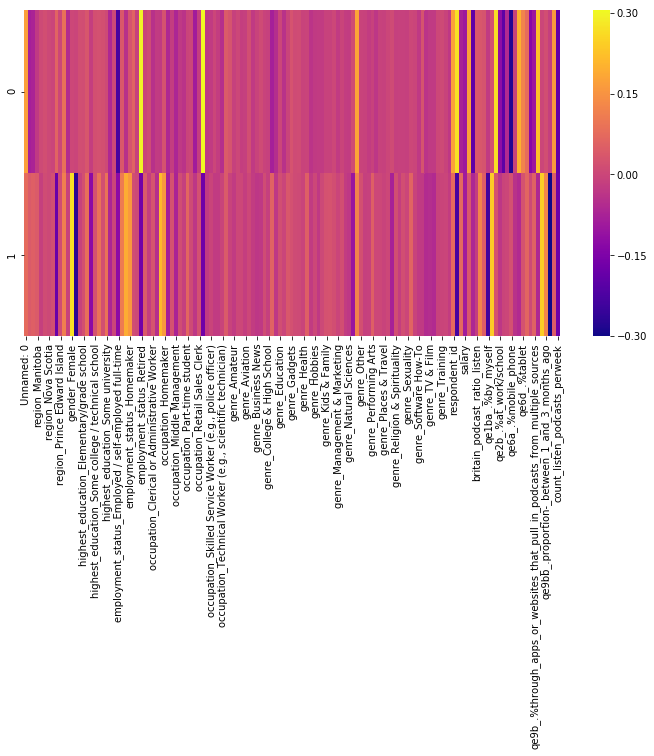 0
1
0.30
0.15
0.00
−0.15
−0.30
Unnamed: 0
region_Manitoba
region_Nova Scotia
region_Prince Edward Island
gender_Female
highest_education_Elementary/grade school
highest_education_Some college / technical school
highest_education_Some university
employment_status_Employed / self-employed full-time
employment_status_Homemaker
employment_status_Retired
occupation_Clerical or Administrative Worker
occupation_Homemaker
occupation_Middle Management
occupation_Part-time student
occupation_Retail Sales Clerk
occupation_Skilled Service Worker (e.g., police officer)
occupation_Technical Worker (e.g., scientific technician)
genre_Amateur
genre_Aviation
genre_Business News
genre_College & High School
genre_Education
genre_Gadgets
genre_Health
genre_Hobbies
genre_Kids & Family
genre_Management & Marketing
genre_Natural Sciences
genre_Other
genre_Performing Arts
genre_Places & Travel
genre_Religion & Spirituality
genre_Sexuality
genre_Software How-To
genre_TV & Film
genre_Training
respondent_id
salary
britain_podcast_ratio_listen
qe1ba_.%by_myself
qe2b_.%at_work/school
qe6a_.%mobile_phone
qe6d_.%tablet
qe9b_.%through_apps_or_websites_that_pull_in_podcasts_from_multiple_sources
qe9bb_proportion-_between_1_and_3_months_ago
count_listen_podcasts_perweek